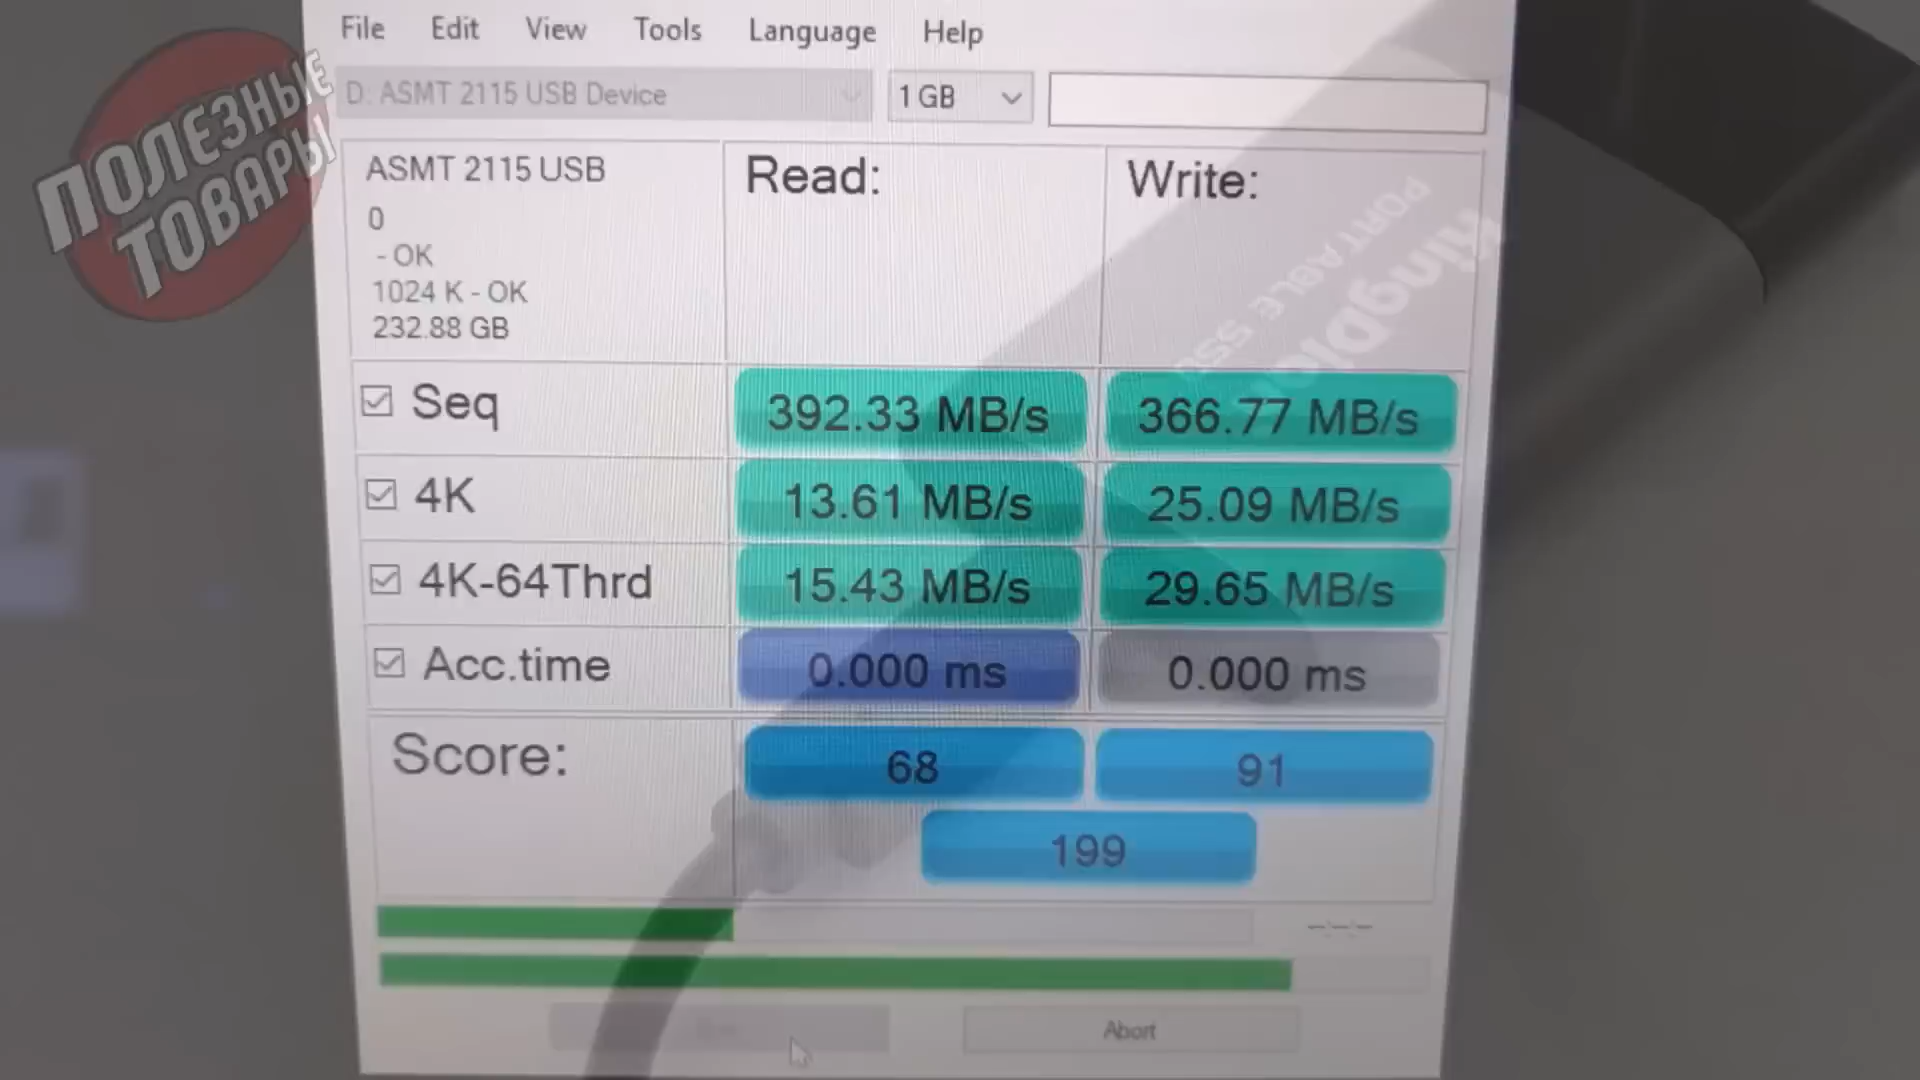 File Edit View Tools Language Help
D: ASMT 2115 USB Device 1 GB
ПОЛЕЗНЫЕ
ТОВАРЫ
ASMT 2115 USB Read: Write:
0
- OK
1024 K - OK
232.88 GB
KingDian
PORTABLE SSD
Seq 392.33 MB/s 366.77 MB/s
4K 13.61 MB/s 25.09 MB/s
4K-64Thrd 15.43 MB/s 29.65 MB/s
Acc.time 0.000 ms 0.000 ms
Score: 68 91
199
--:--:--
Abort